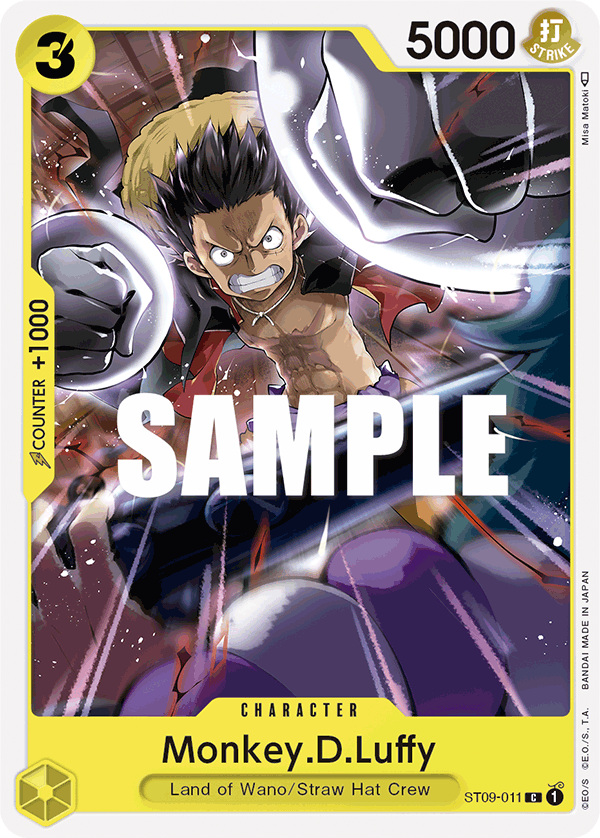 3
5000
打
STRIKE
Misa Matoki
COUNTER +1000
SAMPLE
CHARACTER
Monkey.D.Luffy
Land of Wano/Straw Hat Crew
ST09-011 C 1
©E.O/S ©E.O./S., T.A. BANDAI MADE IN JAPAN